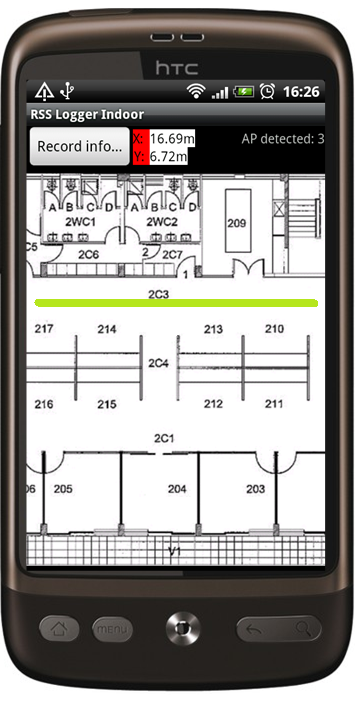 hTC
16:26
RSS Logger Indoor
Record info... X: 16.69m AP detected: 3
Y: 6.72m
A B C D A B C D
2WC1 2WC2 209
C5 2C6 2 2C7
1
2C3
217 214 213 210
2C4
216 215 212 211
2C1
06 205 204 203
V1
MENU